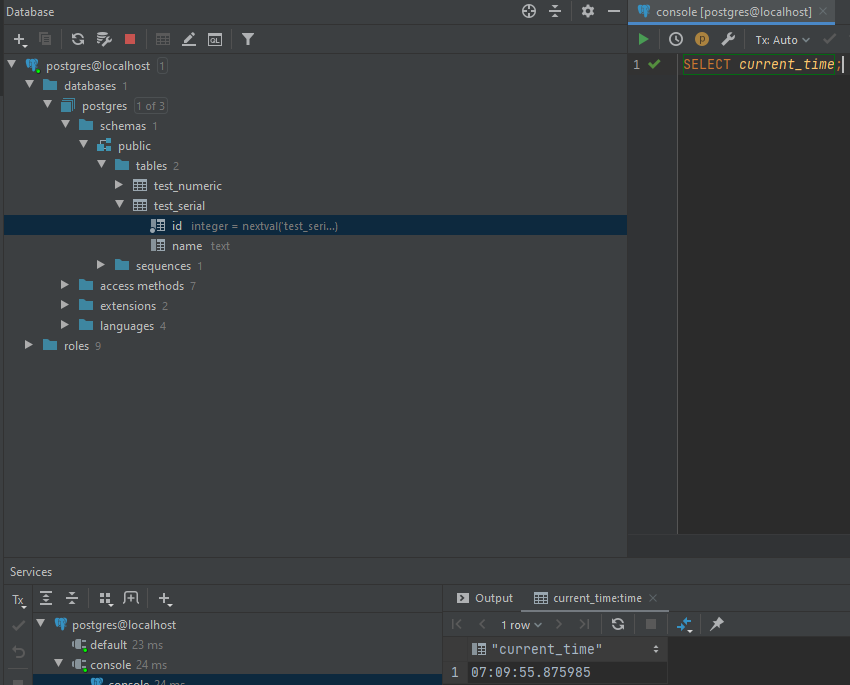 Database
console [postgres@localhost]
Tx: Auto
postgres@localhost 1
databases 1
postgres 1 of 3
schemas 1
public
tables 2
test_numeric
test_serial
id integer = nextval('test_seri...)
name text
sequences 1
access methods 7
extensions 2
languages 4
roles 9
1 SELECT current_time;
Services
Tx
postgres@localhost
default 23 ms
console 24 ms
console 24 ms
Output
current_time:time
1 row
"current_time"
1 07:09:55.875985